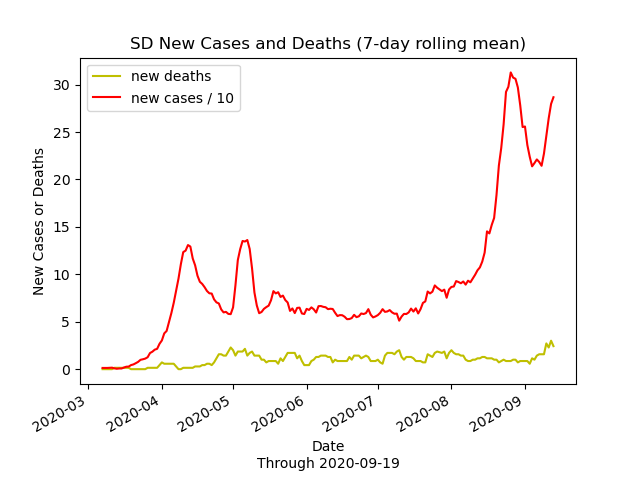 SD New Cases and Deaths (7-day rolling mean)
new deaths
new cases / 10
30
25
20
15
10
5
0
New Cases or Deaths
2020-03
2020-04
2020-05
2020-06
2020-07
2020-08
2020-09
Date
Through 2020-09-19